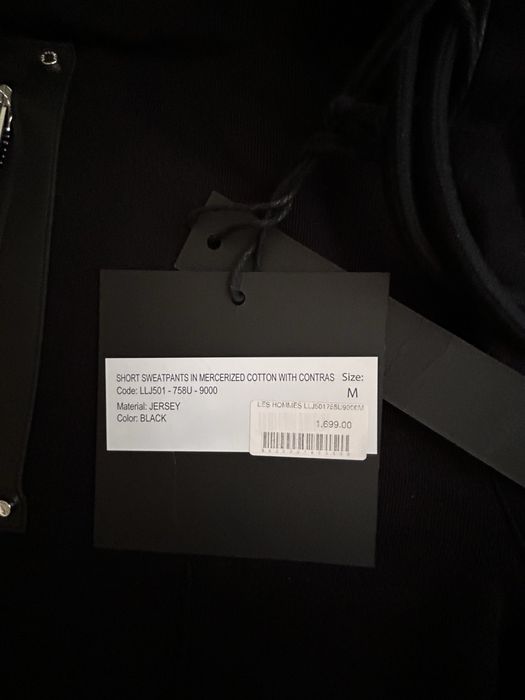 SHORT SWEATPANTS IN MERCERIZED COTTON WITH CONTRAS
Size:
Code: LLJ501 - 758U - 9000
M
Material: JERSEY
Color: BLACK
LES HOMMES LLJ501758U9000M
1,699.00